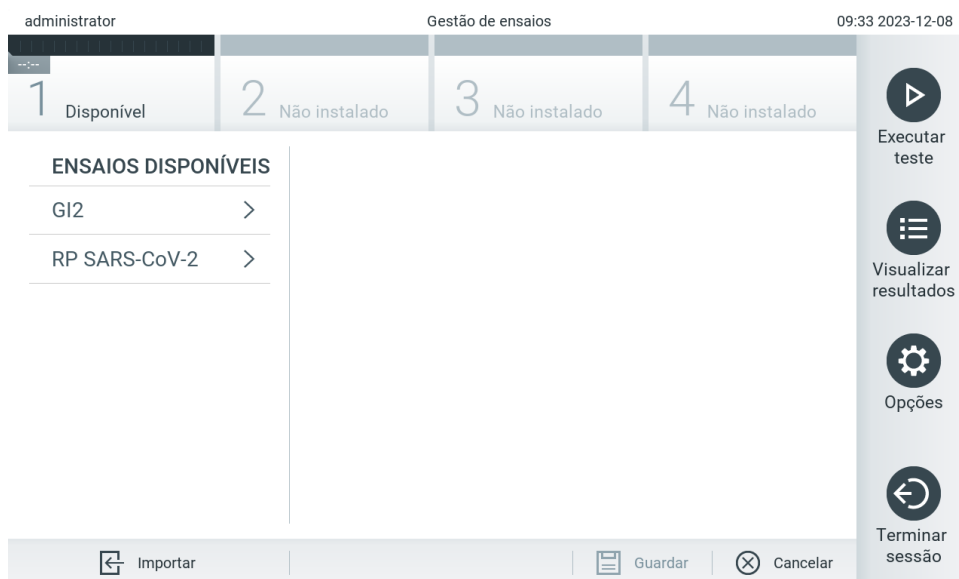 administrator
Gestão de ensaios
09:33 2023-12-08
--:--
1 Disponível
2 Não instalado
3 Não instalado
4 Não instalado
ENSAIOS DISPONÍVEIS
GI2
RP SARS-CoV-2
Executar
teste
Visualizar
resultados
Opções
Terminar
sessão
Importar
Guardar
Cancelar